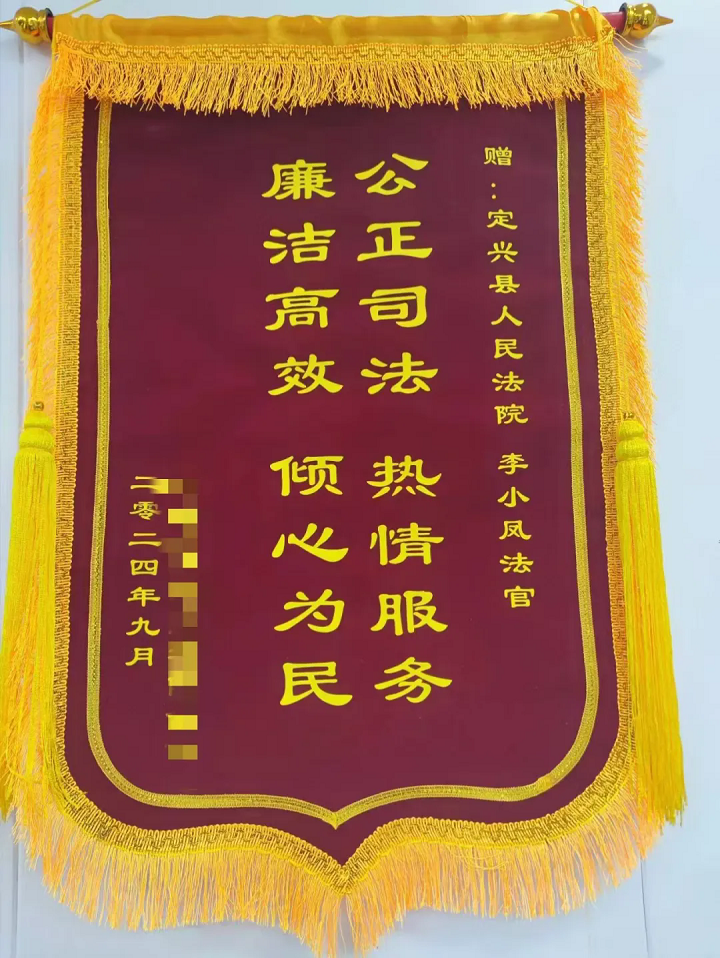 赠：定兴县人民法院 李小凤法官
公正司法 热情服务
廉洁高效 倾心为民
二零二四年九月